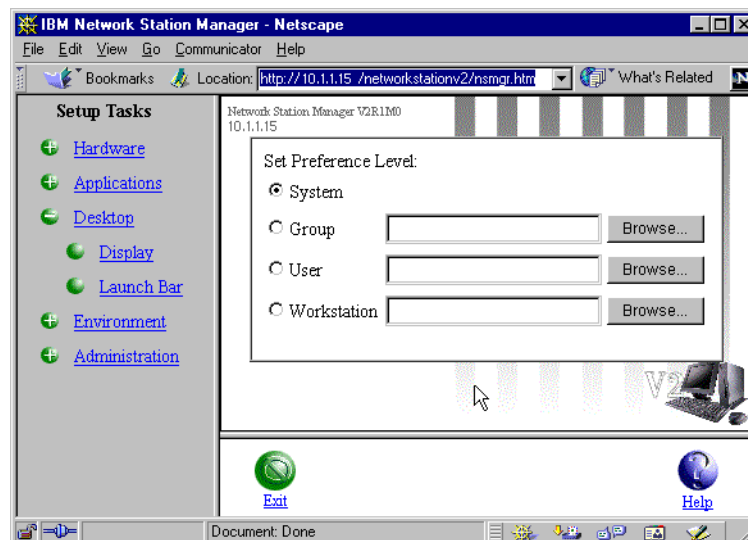 IBM Network Station Manager - Netscape
File Edit View Go Communicator Help
Bookmarks Location: http://10.1.1.15 /networkstationv2/nsmgr.htm What's Related N
Setup Tasks
Hardware
Applications
Desktop
Display
Launch Bar
Environment
Administration
Network Station Manager V2R1M0
10.1.1.15
Set Preference Level:
System
Group Browse...
User Browse...
Workstation Browse...
V2
Exit
Help
Document: Done